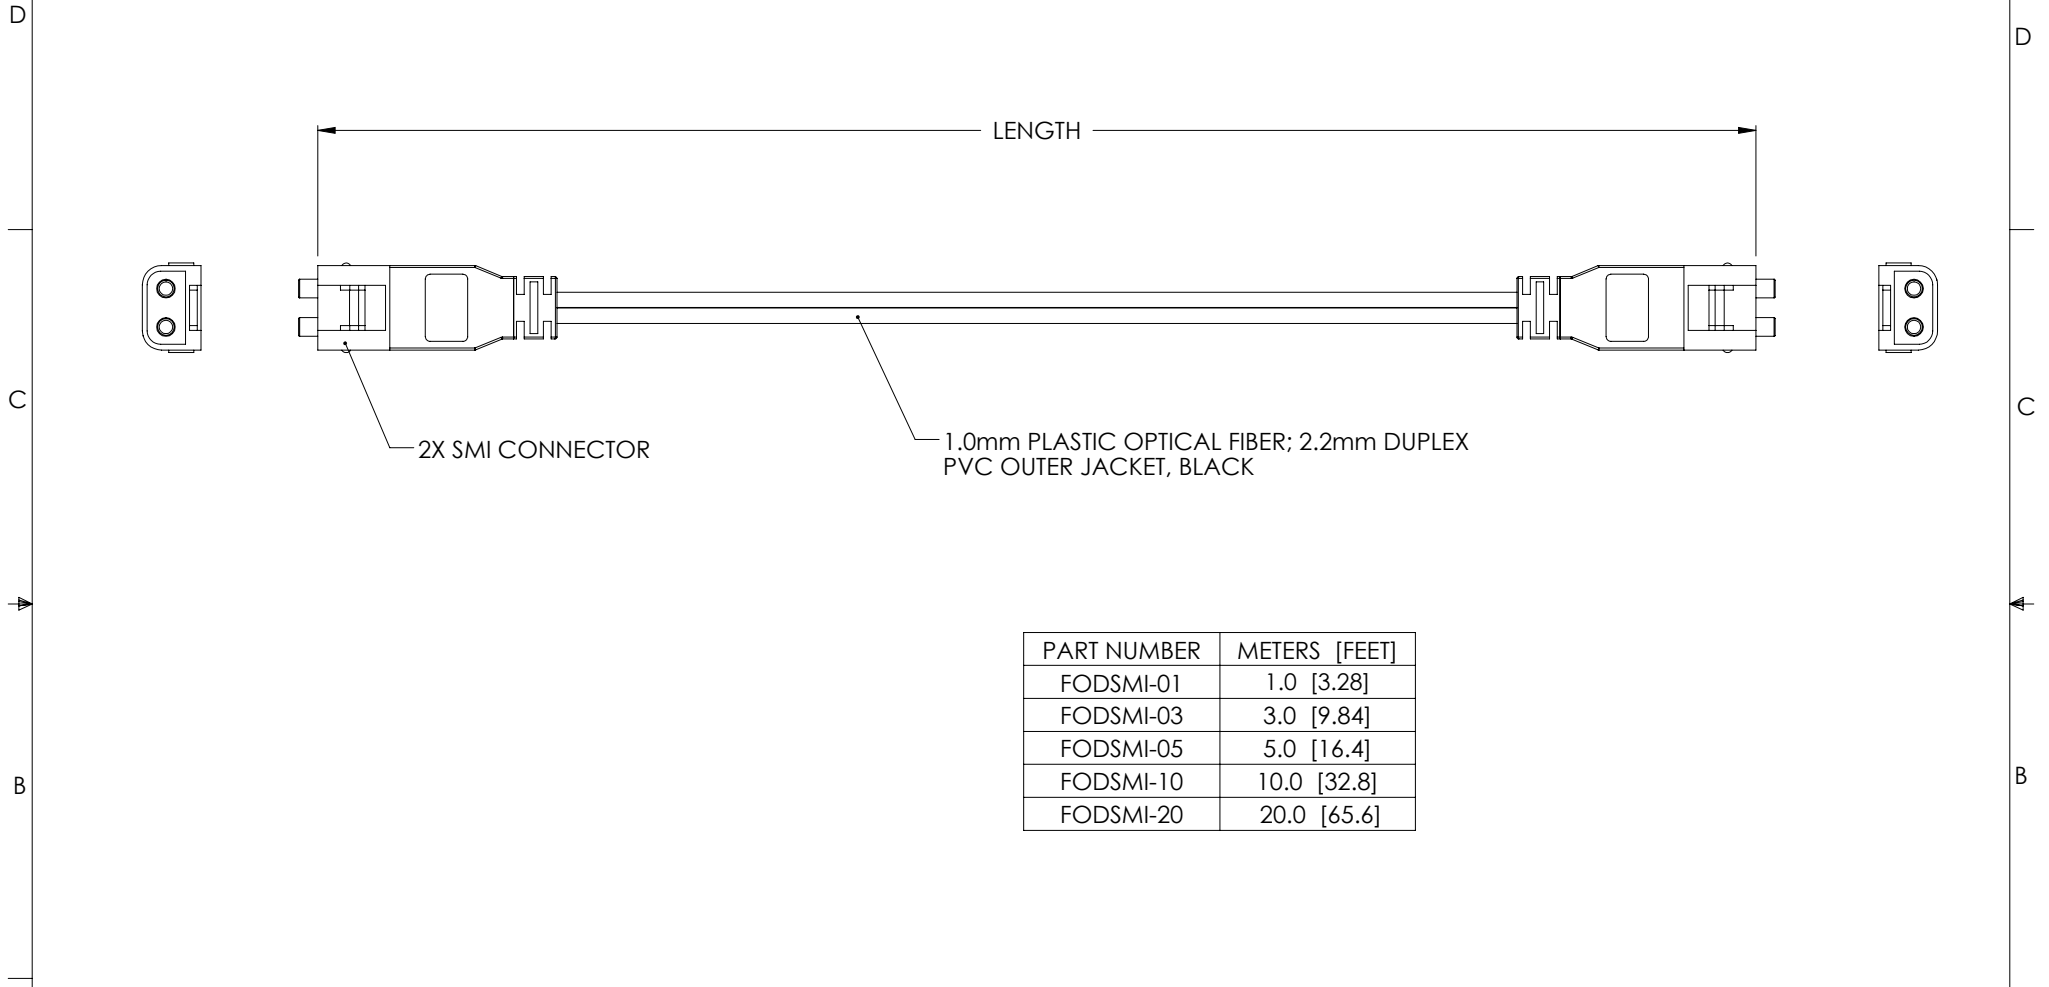 D
D
LENGTH
C
C
2X SMI CONNECTOR
1.0mm PLASTIC OPTICAL FIBER; 2.2mm DUPLEX
PVC OUTER JACKET, BLACK
PART NUMBER METERS [FEET]
FODSMI-01 1.0 [3.28]
FODSMI-03 3.0 [9.84]
FODSMI-05 5.0 [16.4]
FODSMI-10 10.0 [32.8]
FODSMI-20 20.0 [65.6]
B
B